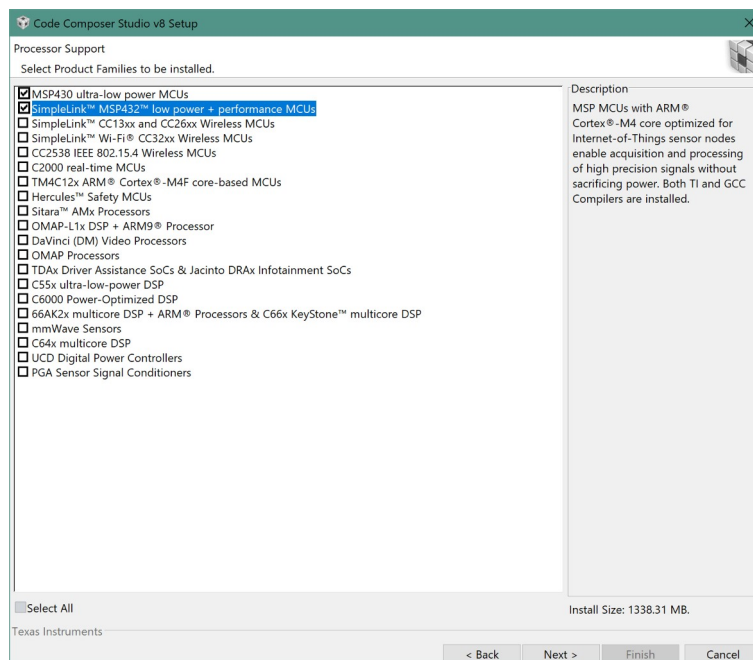 Code Composer Studio v8 Setup
Processor Support
Select Product Families to be installed.
MSP430 ultra-low power MCUs
SimpleLink™ MSP432™ low power + performance MCUs
SimpleLink™ CC13xx and CC26xx Wireless MCUs
SimpleLink™ Wi-Fi® CC32xx Wireless MCUs
CC2538 IEEE 802.15.4 Wireless MCUs
C2000 real-time MCUs
TM4C12x ARM® Cortex®-M4F core-based MCUs
Hercules™ Safety MCUs
Sitara™ AMx Processors
OMAP-L1x DSP + ARM9® Processor
DaVinci (DM) Video Processors
OMAP Processors
TDAx Driver Assistance SoCs & Jacinto DRAx Infotainment SoCs
C55x ultra-low-power DSP
C6000 Power-Optimized DSP
66AK2x multicore DSP + ARM® Processors & C66x KeyStone™ multicore DSP
mmWave Sensors
C64x multicore DSP
UCD Digital Power Controllers
PGA Sensor Signal Conditioners
Description
MSP MCUs with ARM®
Cortex®-M4 core optimized for
Internet-of-Things sensor nodes
enable acquisition and processing
of high precision signals without
sacrificing power. Both TI and GCC
Compilers are installed.
Select All
Install Size: 1338.31 MB.
Texas Instruments
< Back
Next >
Finish
Cancel